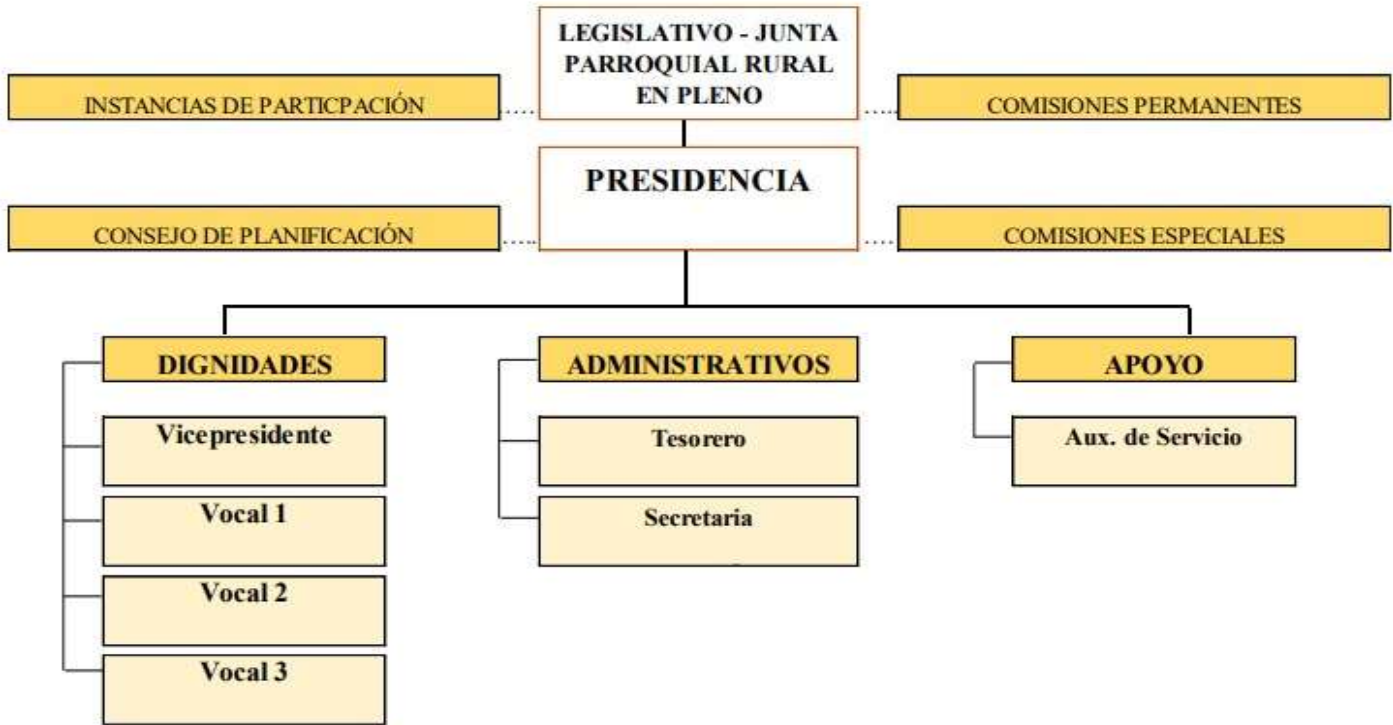 LEGISLATIVO - JUNTA
PARROQUIAL RURAL
EN PLENO
INSTANCIAS DE PARTICPACIÓN
COMISIONES PERMANENTES
PRESIDENCIA
CONSEJO DE PLANIFICACIÓN
COMISIONES ESPECIALES
DIGNIDADES
Vicepresidente
Vocal 1
Vocal 2
Vocal 3
ADMINISTRATIVOS
Tesorero
Secretaria
APOYO
Aux. de Servicio